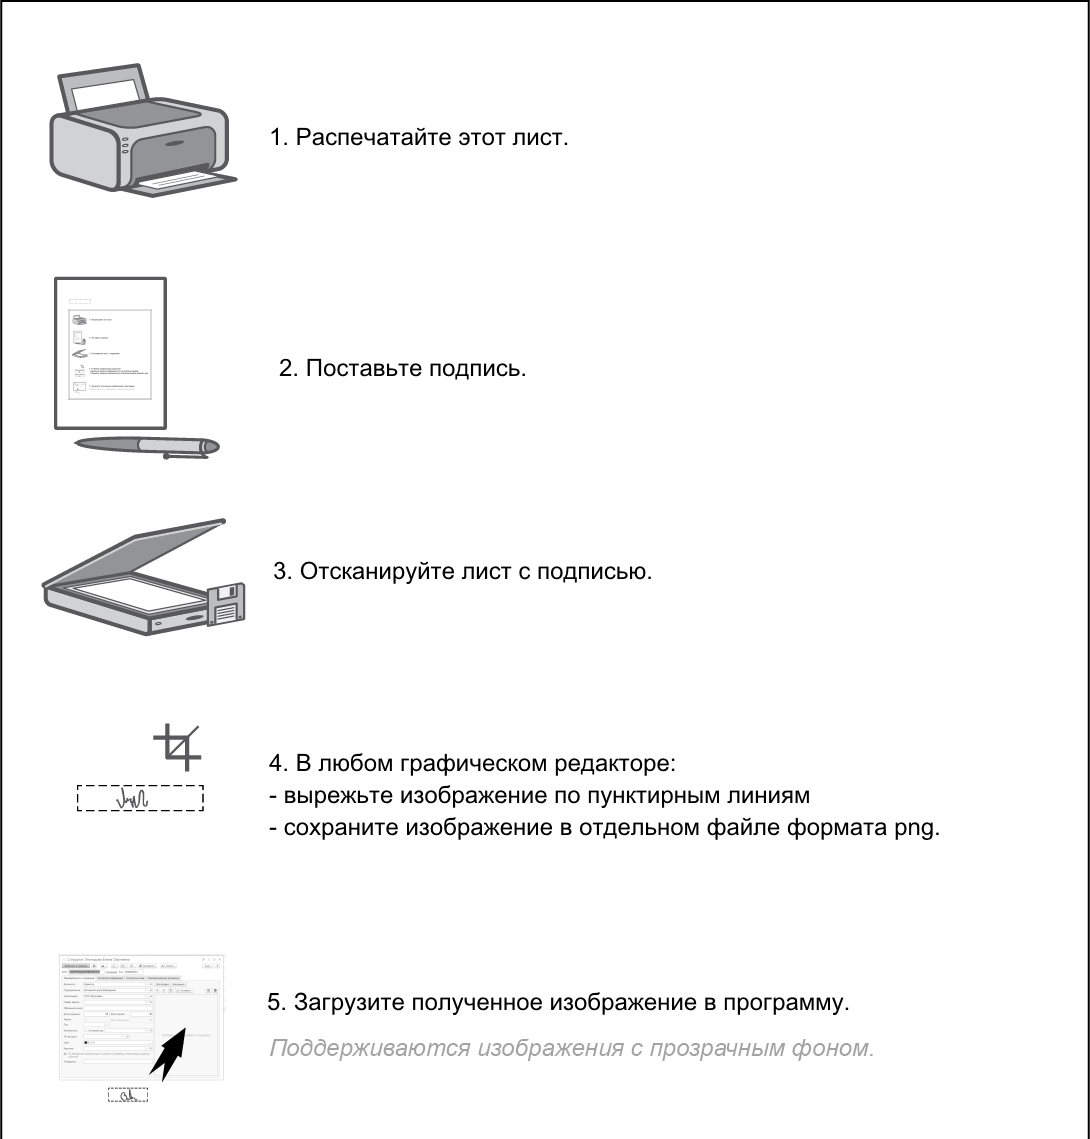 1. Распечатайте этот лист.
2. Поставьте подпись.
3. Отсканируйте лист с подписью.
4. В любом графическом редакторе:
- вырежьте изображение по пунктирным линиям
- сохраните изображение в отдельном файле формата png.
5. Загрузите полученное изображение в программу.
Поддерживаются изображения с прозрачным фоном.